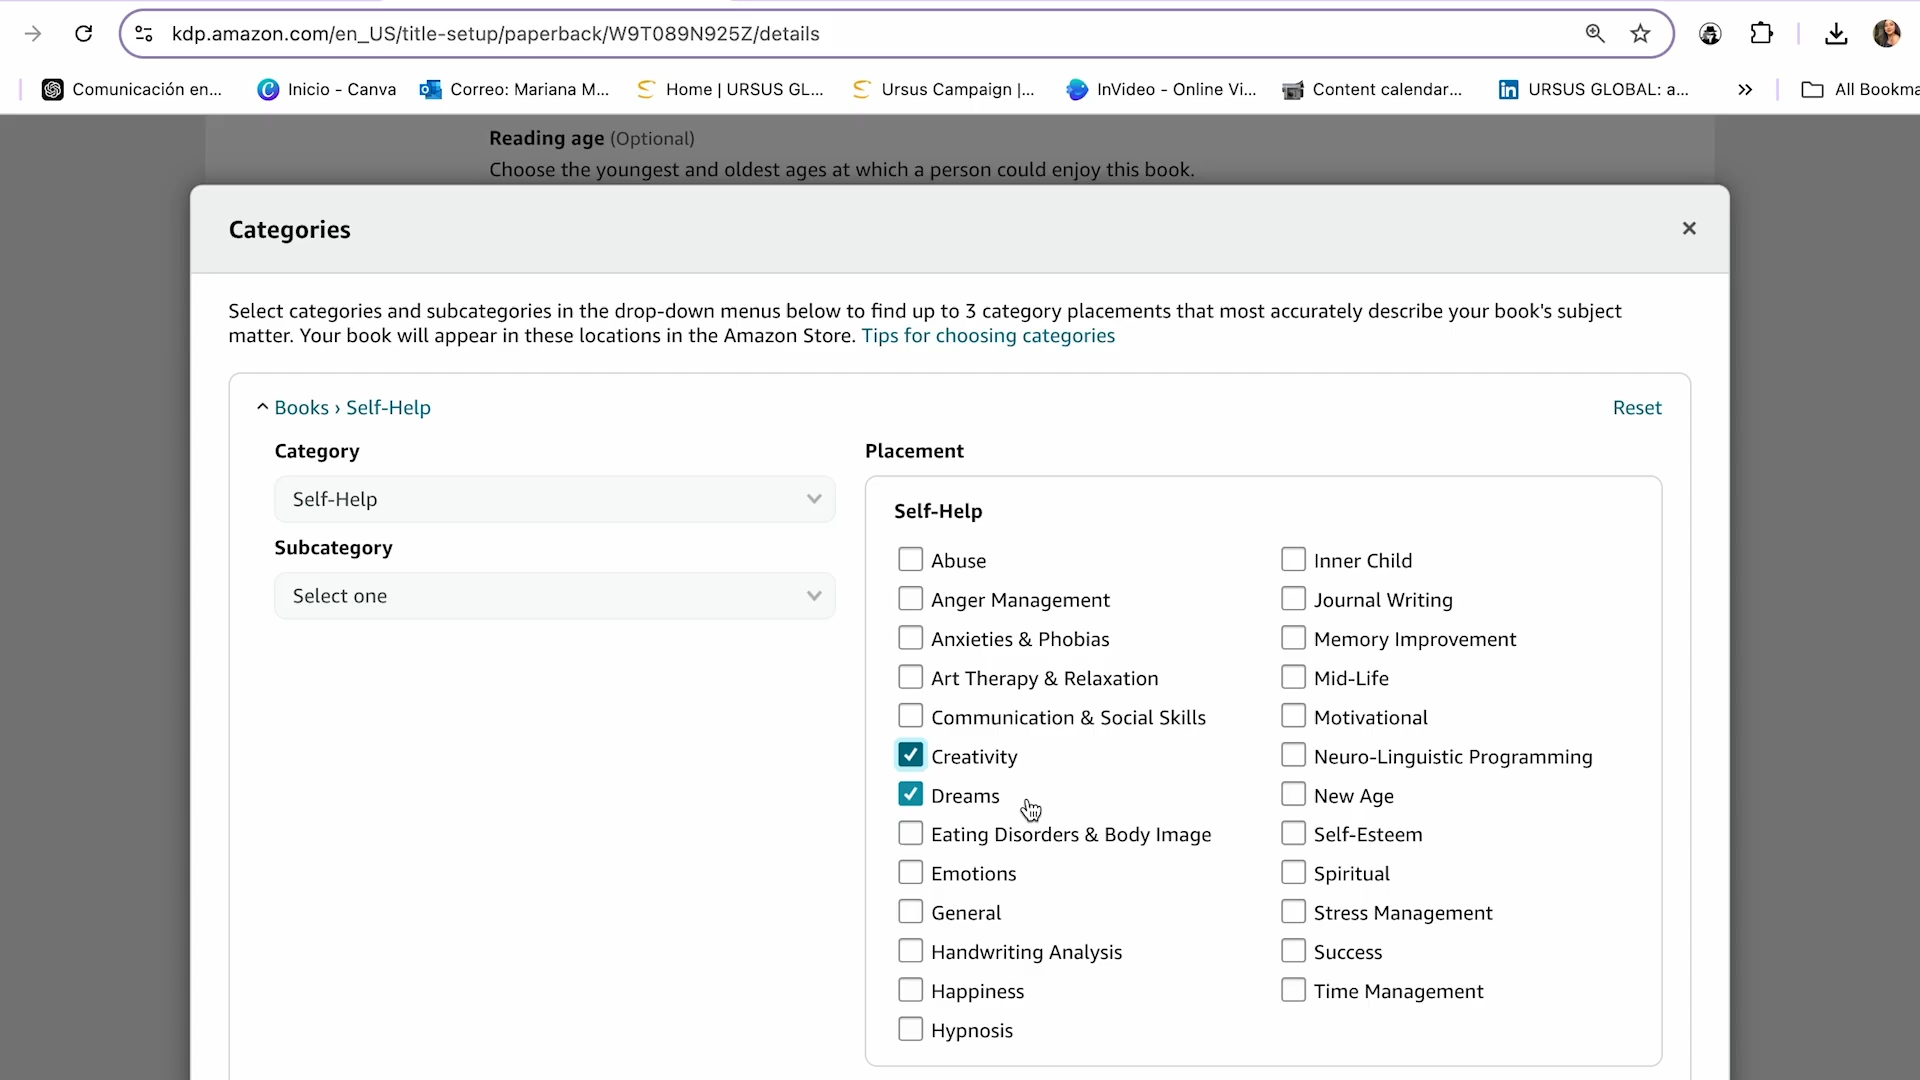 kdp.amazon.com/en_US/title-setup/paperback/W9T089N925Z/details
Comunicación en...
Inicio - Canva
Correo: Mariana M...
Home | URSUS GL...
Ursus Campaign |...
InVideo - Online Vi...
Content calendar...
URSUS GLOBAL: a...
All Bookma
Reading age (Optional)
Choose the youngest and oldest ages at which a person could enjoy this book.
Categories
Select categories and subcategories in the drop-down menus below to find up to 3 category placements that most accurately describe your book's subject
matter. Your book will appear in these locations in the Amazon Store. Tips for choosing categories
Books › Self-Help
Reset
Category
Self-Help
Subcategory
Select one
Placement
Self-Help
Abuse
Anger Management
Anxieties & Phobias
Art Therapy & Relaxation
Communication & Social Skills
Creativity
Dreams
Eating Disorders & Body Image
Emotions
General
Handwriting Analysis
Happiness
Hypnosis
Inner Child
Journal Writing
Memory Improvement
Mid-Life
Motivational
Neuro-Linguistic Programming
New Age
Self-Esteem
Spiritual
Stress Management
Success
Time Management